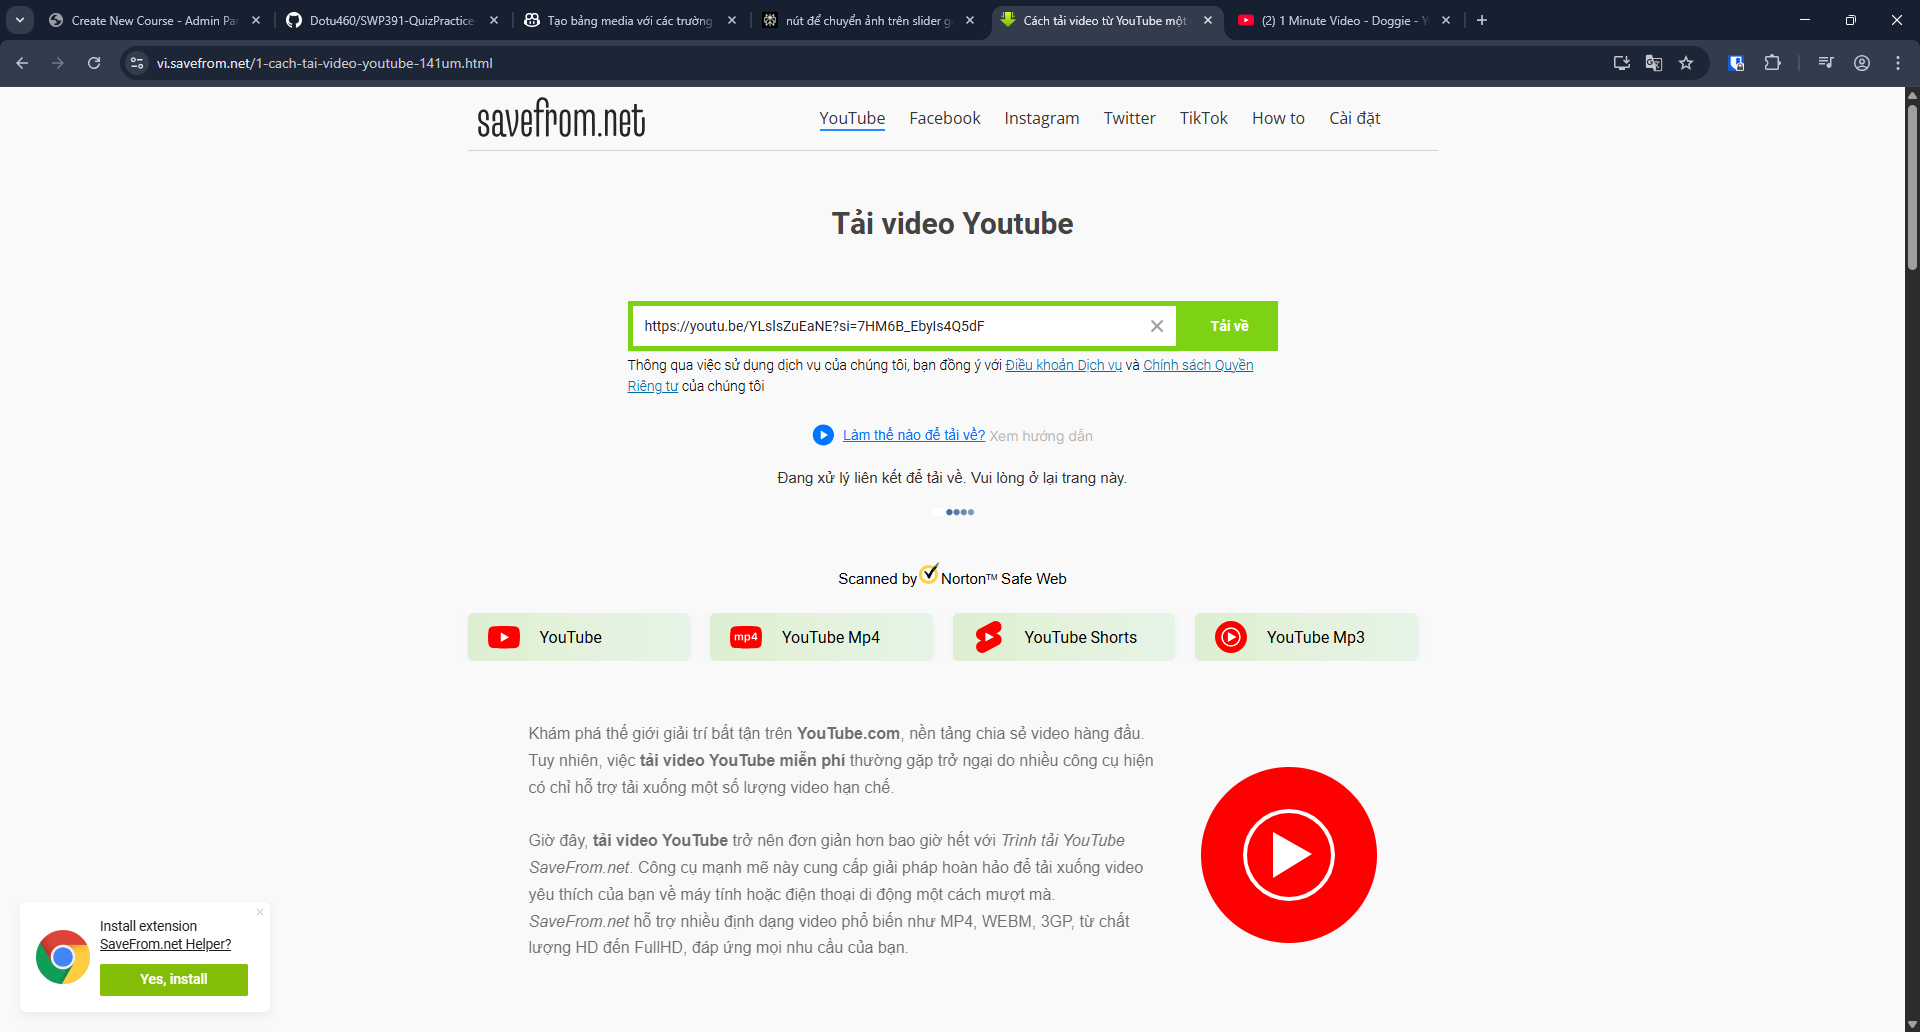 Create New Course - Admin Pa
Dotu460/SWP391-QuizPractice
Tạo bảng media với các trường
nút để chuyển ảnh trên slider g
Cách tải video từ YouTube một
(2) 1 Minute Video - Doggie - Y
vi.savefrom.net/1-cach-tai-video-youtube-141um.html
savefrom.net
YouTube
Facebook
Instagram
Twitter
TikTok
How to
Cài đặt
Tải video Youtube
https://youtu.be/YLslsZuEaNE?si=7HM6B_EbyIs4Q5dF
Tải về
Thông qua việc sử dụng dịch vụ của chúng tôi, bạn đồng ý với Điều khoản Dịch vụ và Chính sách Quyền
Riêng tư của chúng tôi
Làm thế nào để tải về? Xem hướng dẫn
Đang xử lý liên kết để tải về. Vui lòng ở lại trang này.
Scanned by Norton™ Safe Web
YouTube
mp4 YouTube Mp4
YouTube Shorts
YouTube Mp3
Khám phá thế giới giải trí bất tận trên YouTube.com, nền tảng chia sẻ video hàng đầu.
Tuy nhiên, việc tải video YouTube miễn phí thường gặp trở ngại do nhiều công cụ hiện
có chỉ hỗ trợ tải xuống một số lượng video hạn chế.
Giờ đây, tải video YouTube trở nên đơn giản hơn bao giờ hết với Trình tải YouTube
SaveFrom.net. Công cụ mạnh mẽ này cung cấp giải pháp hoàn hảo để tải xuống video
yêu thích của bạn về máy tính hoặc điện thoại di động một cách mượt mà.
SaveFrom.net hỗ trợ nhiều định dạng video phổ biến như MP4, WEBM, 3GP, từ chất
lượng HD đến FullHD, đáp ứng mọi nhu cầu của bạn.
Install extension
SaveFrom.net Helper?
Yes, install